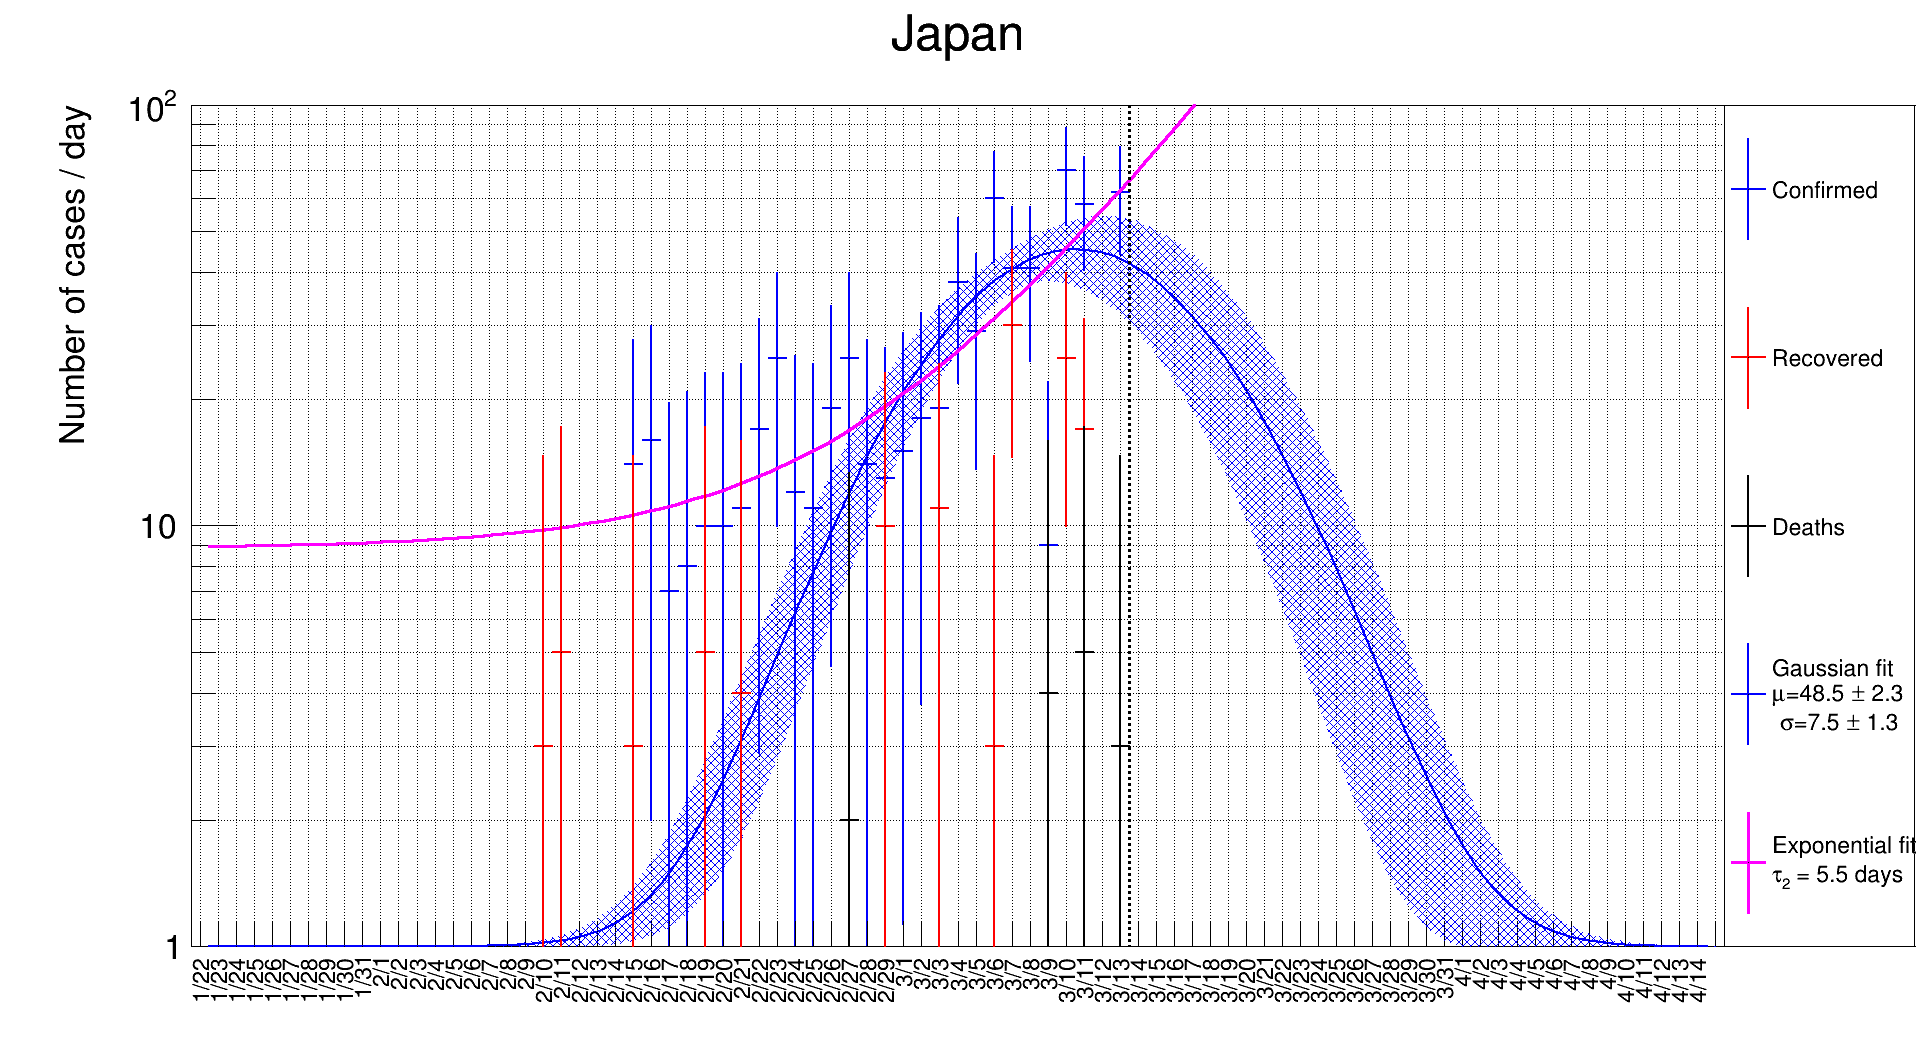 Japan
Number of cases / day
10²
10
1
1/22 1/23 1/24 1/25 1/26 1/27 1/28 1/29 1/30 1/31 2/1 2/2 2/3 2/4 2/5 2/6 2/7 2/8 2/9 2/10 2/11 2/12 2/13 2/14 2/15 2/16 2/17 2/18 2/19 2/20 2/21 2/22 2/23 2/24 2/25 2/26 2/27 2/28 2/29 3/1 3/2 3/3 3/4 3/5 3/6 3/7 3/8 3/9 3/10 3/11 3/12 3/13 3/14 3/15 3/16 3/17 3/18 3/19 3/20 3/21 3/22 3/23 3/24 3/25 3/26 3/27 3/28 3/29 3/30 3/31 4/1 4/2 4/3 4/4 4/5 4/6 4/7 4/8 4/9 4/10 4/11 4/12 4/13 4/14
Confirmed
Recovered
Deaths
Gaussian fit
μ=48.5 ± 2.3
σ=7.5 ± 1.3
Exponential fit
τ₂ = 5.5 days